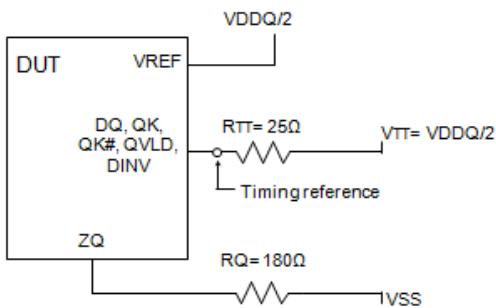 VDDQ/2
DUT
VREF
DQ, QK,
QK#, QVLD,
DINV
RTT= 25Ω
VTT= VDDQ/2
Timing reference
ZQ
RQ= 180Ω
VSS